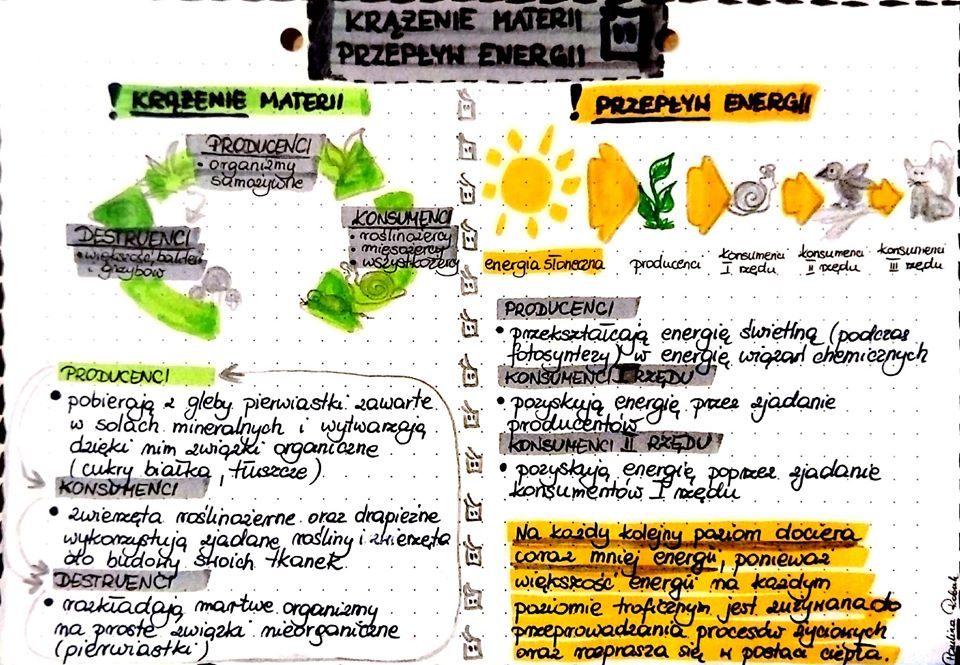 KRĄŻENIE MATERII
PRZEPŁYW ENERGII
! KRĄŻENIE MATERII
PRODUCENCI
• organizmy
samożywne
DESTRUENCI
• większość bakterii
i grzybów
KONSUMENCI
• roślinożercy
• mięsożercy
• wszystkożercy
PRODUCENCI
• pobierają z gleby pierwiastki zawarte
w solach mineralnych i wytwarzają
dzięki nim związki organiczne
(cukry białka, tłuszcze)
KONSUMENCI
• zwierzęta roślinożerne oraz drapieżne
wykorzystują zjadane rośliny i zwierzęta
do budowy swoich tkanek
DESTRUENCI
• rozkładają martwe organizmy
na proste związki nieorganiczne
(pierwiastki)
! PRZEPŁYW ENERGII
energia słoneczna
producenci
konsumenci
I rzędu
konsumenci
II rzędu
konsumenci
III rzędu
PRODUCENCI
• przekształcają energię świetlną (podczas
fotosyntezy) w energię wiązań chemicznych
KONSUMENCI I RZĘDU
• pozyskują energię przez zjadanie
producentów
KONSUMENCI II RZĘDU
• pozyskują energię poprzez zjadanie
konsumentów I rzędu
Na każdy kolejny poziom dociera
coraz mniej energii, ponieważ
większość energii na każdym
poziomie troficznym jest zużywana do
przeprowadzania procesów życiowych
oraz rozprasza się w postaci ciepła.